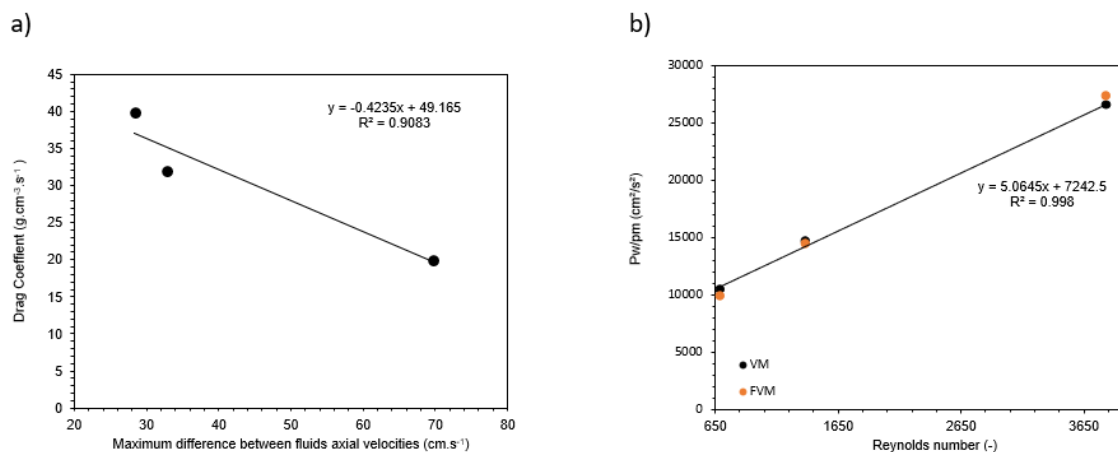 a)
45
40
35
30
25
20
15
10
5
0
Drag Coeffient (g.cm⁻³.s⁻¹)
y = -0.4235x + 49.165
R² = 0.9083
20 30 40 50 60 70 80
Maximum difference between fluids axial velocities (cm.s⁻¹)
b)
30000
25000
20000
15000
10000
5000
0
Pw/pm (cm²/s²)
y = 5.0645x + 7242.5
R² = 0.998
VM
FVM
650 1650 2650 3650
Reynolds number (-)